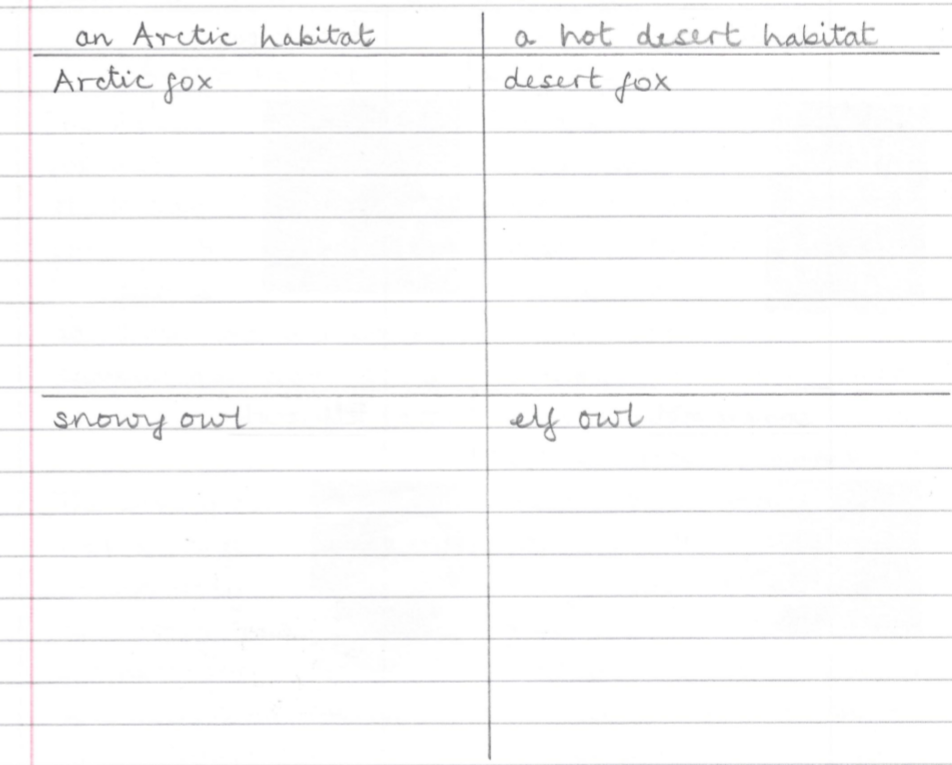 an Arctic habitat a hot desert habitat
Arctic fox desert fox
snowy owl elf owl